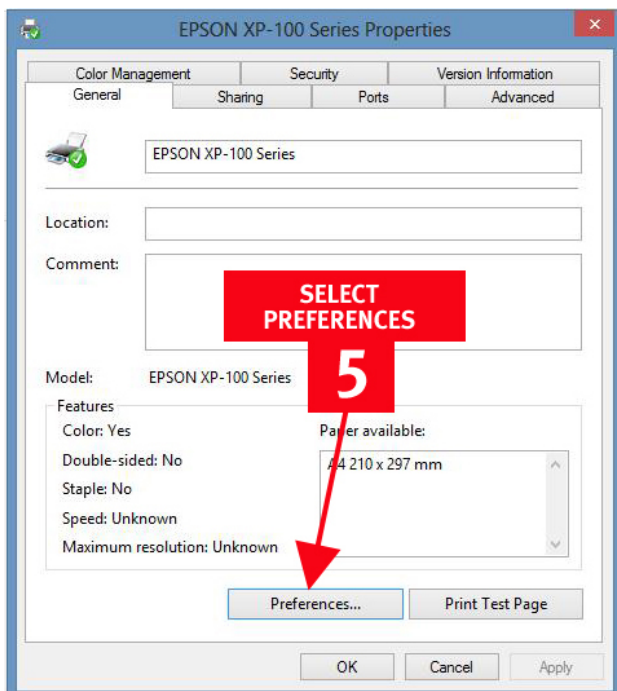 EPSON XP-100 Series Properties
Color Management Security Version Information
General Sharing Ports Advanced
EPSON XP-100 Series
Location:
Comment:
SELECT
PREFERENCES
5
Model: EPSON XP-100 Series
Features
Color: Yes
Double-sided: No
Staple: No
Speed: Unknown
Maximum resolution: Unknown
Paper available:
A4 210 x 297 mm
Preferences... Print Test Page
OK Cancel Apply